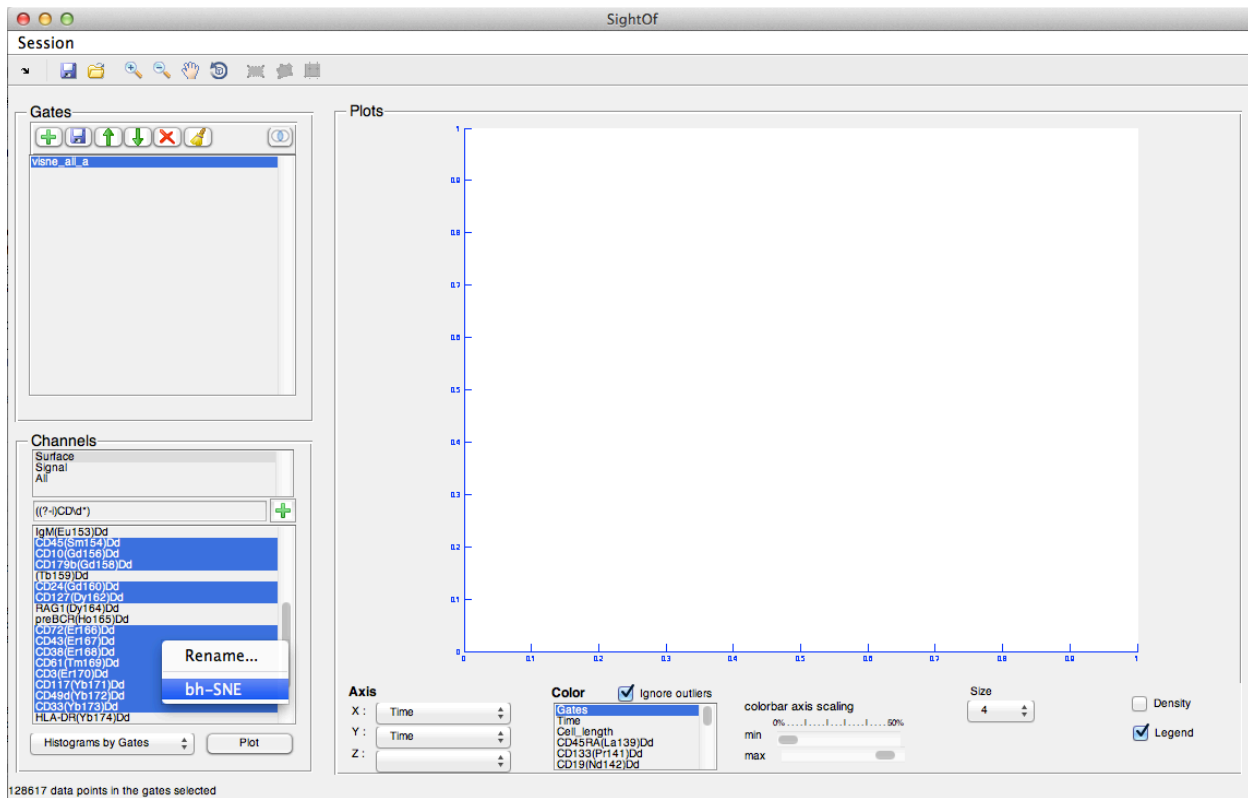 SightOf
Session
Gates
visne_all_a
Channels
Surface
Signal
All
((?-i)CD\d*)
IgM(Eu153)Dd
CD45(Sm154)Dd
CD10(Gd156)Dd
CD179b(Gd158)Dd
(Tb159)Dd
CD24(Gd160)Dd
CD127(Dy162)Dd
RAG1(Dy164)Dd
preBCR(Ho165)Dd
CD72(Er166)Dd
CD43(Er167)Dd
CD38(Er168)Dd
CD61(Tm169)Dd
CD3(Er170)Dd
CD117(Yb171)Dd
CD49d(Yb172)Dd
CD33(Yb173)Dd
HLA-DR(Yb174)Dd
Rename...
bh-SNE
Histograms by Gates
Plot
128617 data points in the gates selected
Plots
1
0.9
0.8
0.7
0.6
0.5
0.4
0.3
0.2
0.1
0
0 0.1 0.2 0.3 0.4 0.5 0.6 0.7 0.8 0.9 1
Axis
X : Time
Y : Time
Z :
Color
Ignore outliers
Gates
Time
Cell_length
CD45RA(La139)Dd
CD133(Pr141)Dd
CD19(Nd142)Dd
colorbar axis scaling
0%....I....I...I....I....50%
min
max
Size
4
Density
Legend